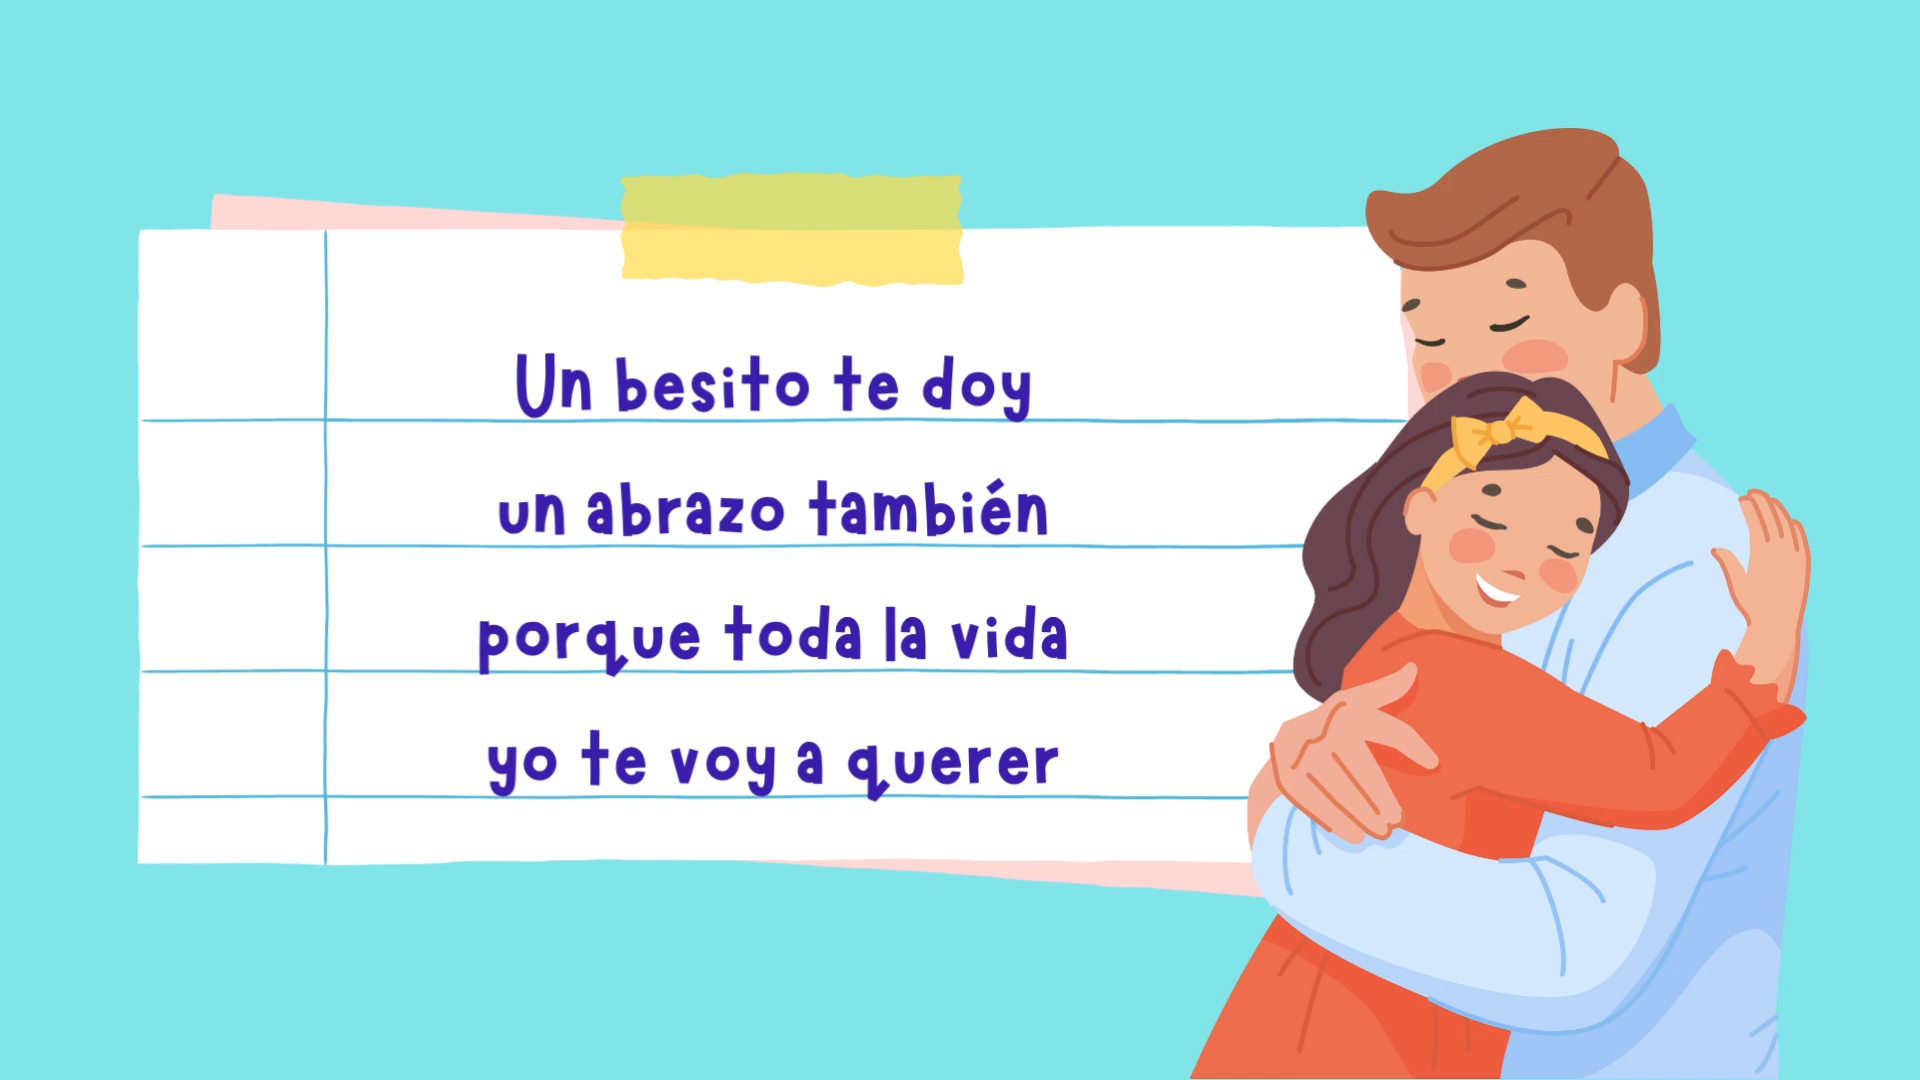 Un besito te doy
un abrazo también
porque toda la vida
yo te voy a querer